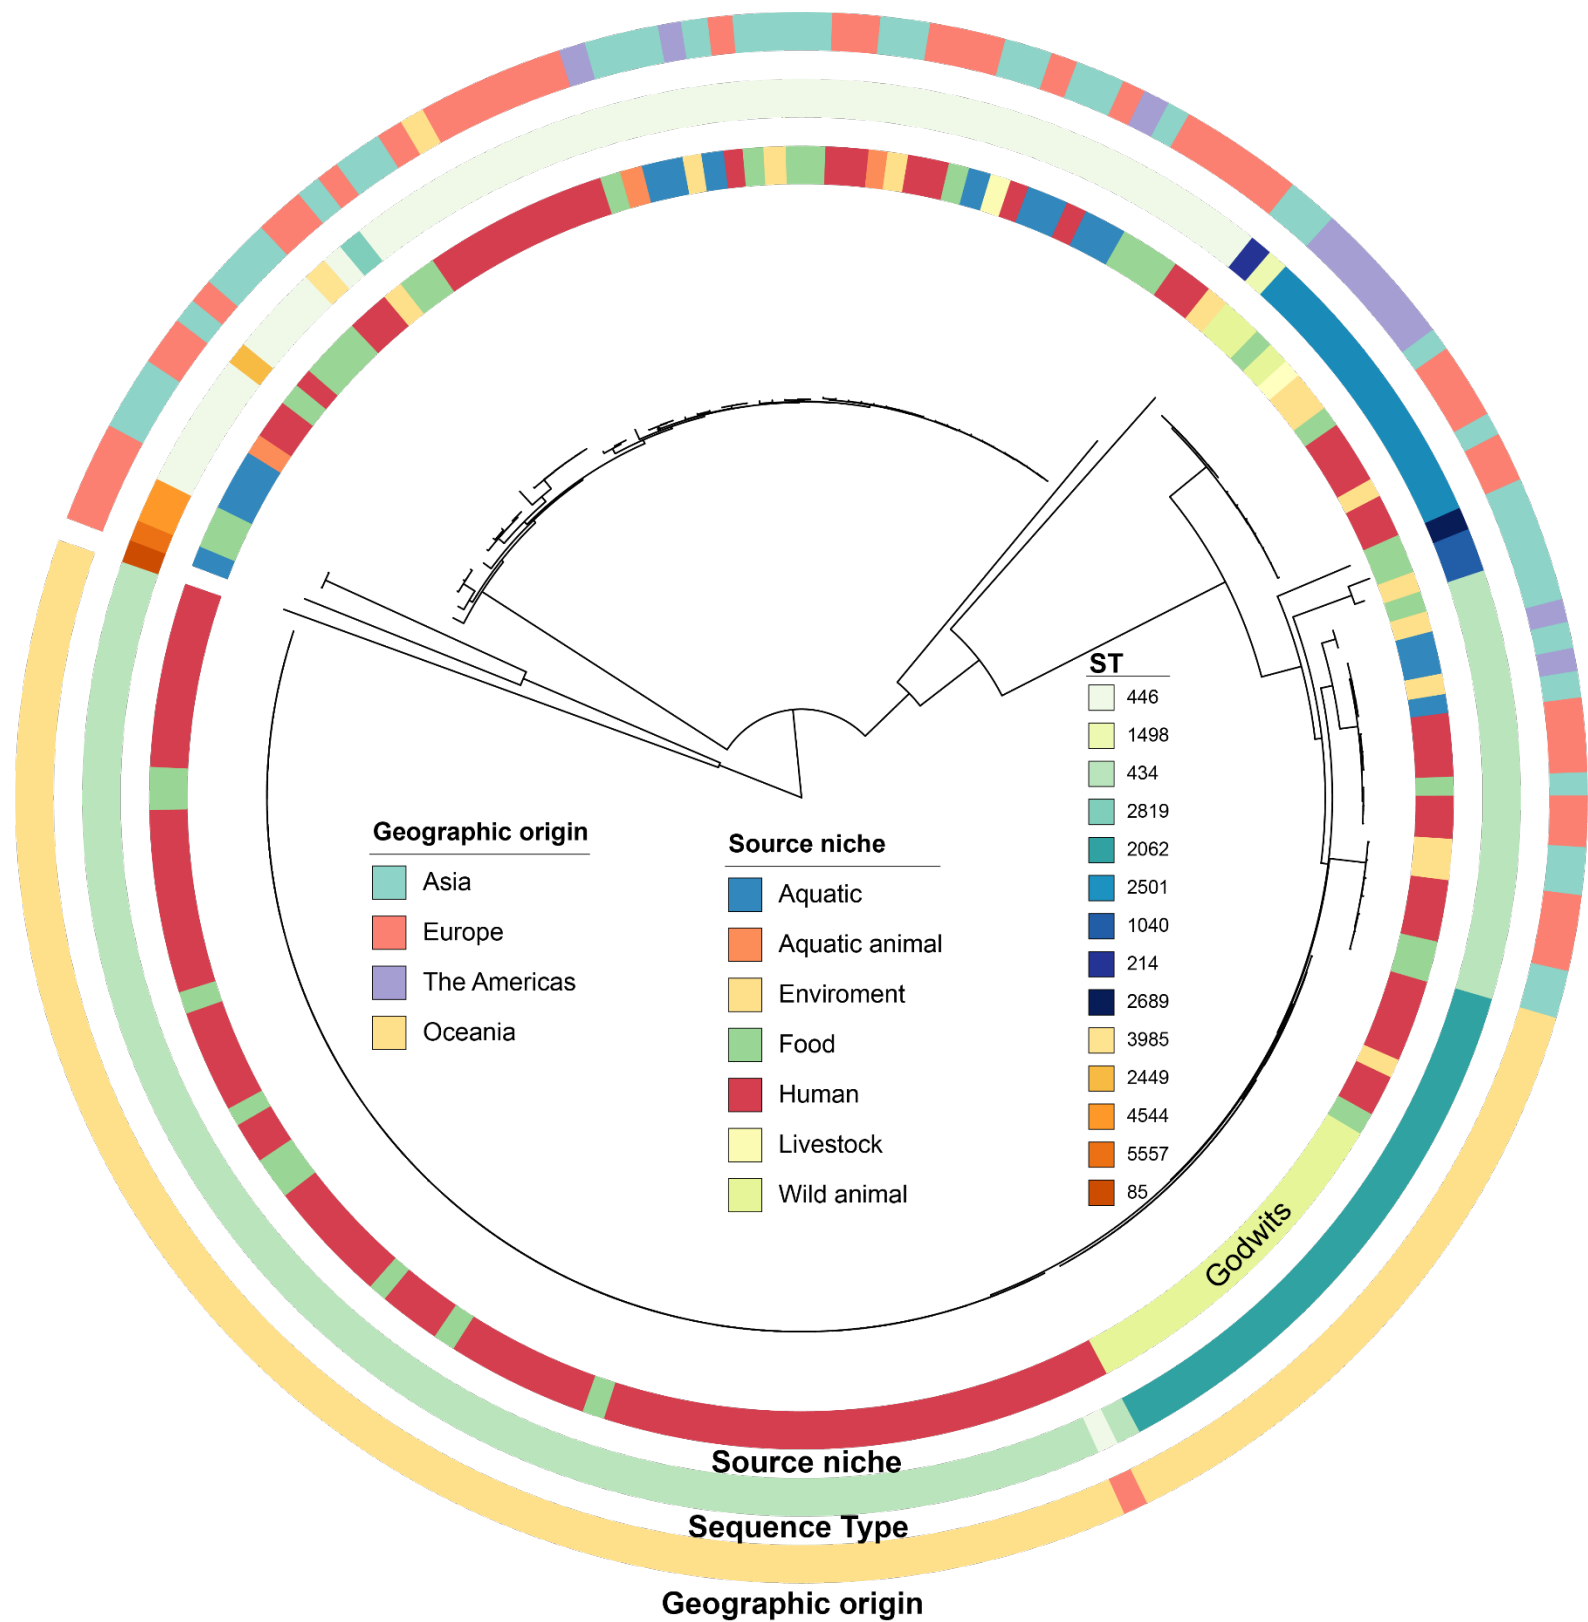 ST
446
1498
434
2819
2062
2501
1040
214
2689
3985
2449
4544
5557
85
Geographic origin
Asia
Europe
The Americas
Oceania
Source niche
Aquatic
Aquatic animal
Enviroment
Food
Human
Livestock
Wild animal
Godwits
Source niche
Sequence Type
Geographic origin